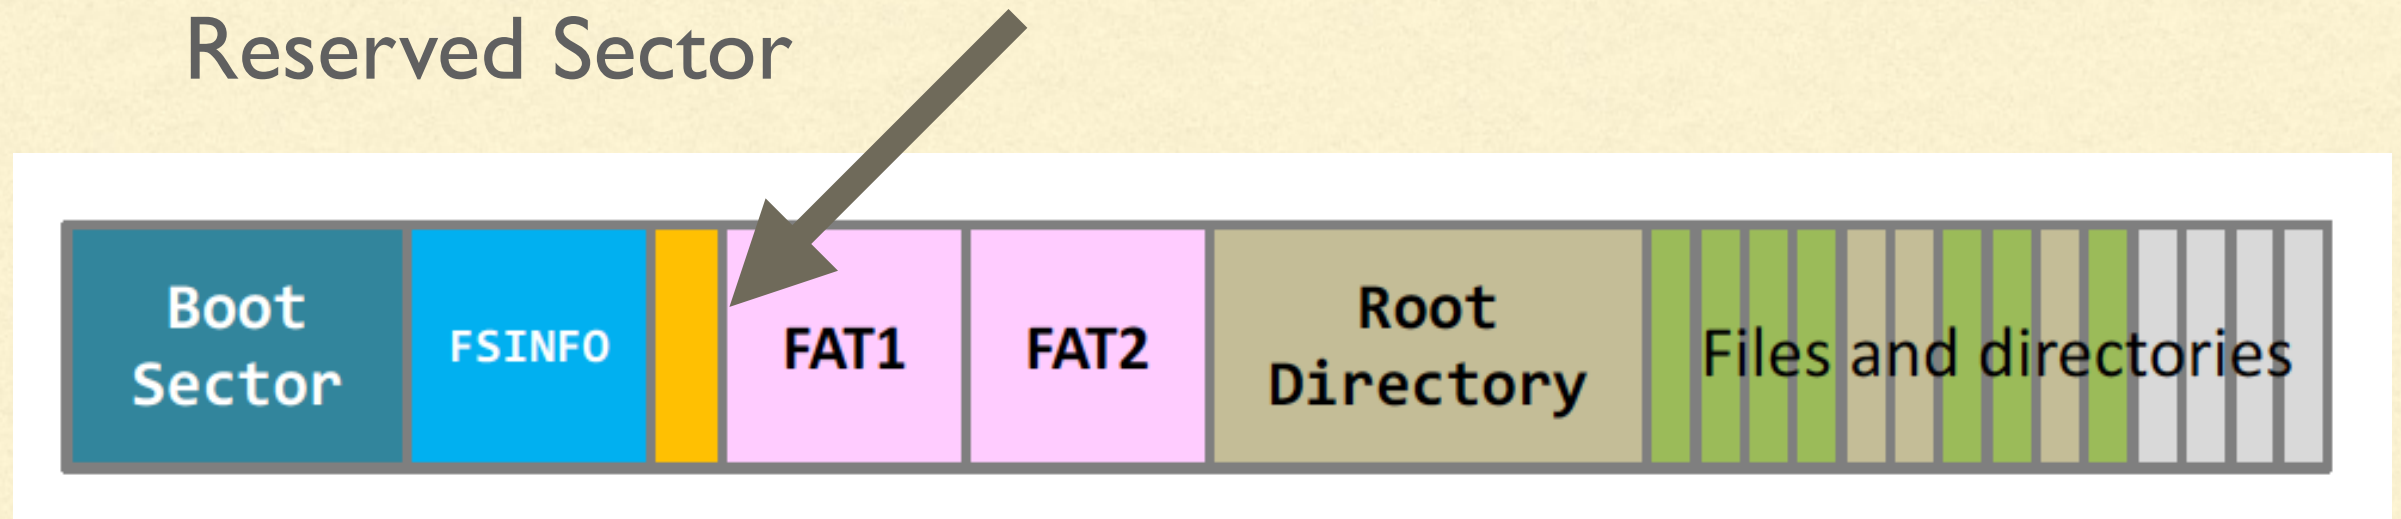 Reserved Sector
Boot
Sector
FSINFO
FAT1
FAT2
Root
Directory
Files and directories